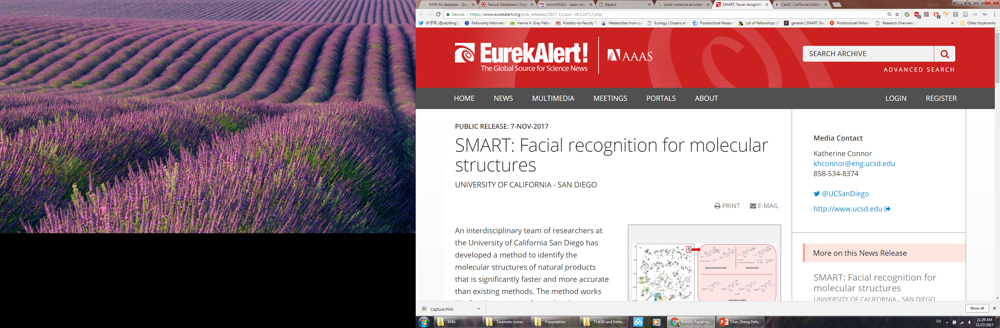 NMR fid database - Goo
Factual Databases | Orga
nmrshiftdb2 - open nmr
Bayesil
small molecule accurate
SMART: Facial recognitio
Calit2 : California Institut
Zhang
Secure
https://www.eurekalert.org/pub_releases/2017-11/uoc--sfr110717.php
叶子风 (@yezifeng) |
Fellowship Informatic
Hanna H. Gray Fellow
Postdoc-to-Faculty T
Metabolites from cul
Ecology | Oceans at
Postdoctoral Researc
List of Fellowships | P
general | SMART Slac
Postdoctoral Fellow
Research Overview |
»
Other bookmarks
EurekAlert!
The Global Source for Science News
AAAS
SEARCH ARCHIVE
ADVANCED SEARCH
HOME NEWS MULTIMEDIA MEETINGS PORTALS ABOUT LOGIN REGISTER
PUBLIC RELEASE: 7-NOV-2017
SMART: Facial recognition for molecular
structures
UNIVERSITY OF CALIFORNIA - SAN DIEGO
PRINT E-MAIL
An interdisciplinary team of researchers at
the University of California San Diego has
developed a method to identify the
molecular structures of natural products
that is significantly faster and more accurate
than existing methods. The method works
parisyunnanosides
macaosides
astrosteriosides
Media Contact
Katherine Connor
khconnor@eng.ucsd.edu
858-534-8374
@UCSanDiego
http://www.ucsd.edu
More on this News Release
SMART: Facial recognition for
molecular structures
UNIVERSITY OF CALIFORNIA - SAN DIEGO
Capture.PNG
Show all
KNN
Tanimoto scores
Presentation
THESIS and Defen...
SMART: Facial rec...
Chen Zhang Defe...
EN
11:29 AM
11/27/2017